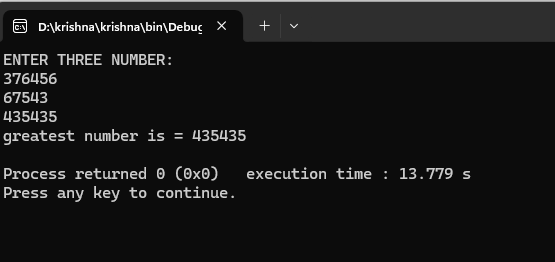 D:\krishna\krishna\bin\Debug
ENTER THREE NUMBER:
376456
67543
435435
greatest number is = 435435
Process returned 0 (0x0)   execution time : 13.779 s
Press any key to continue.